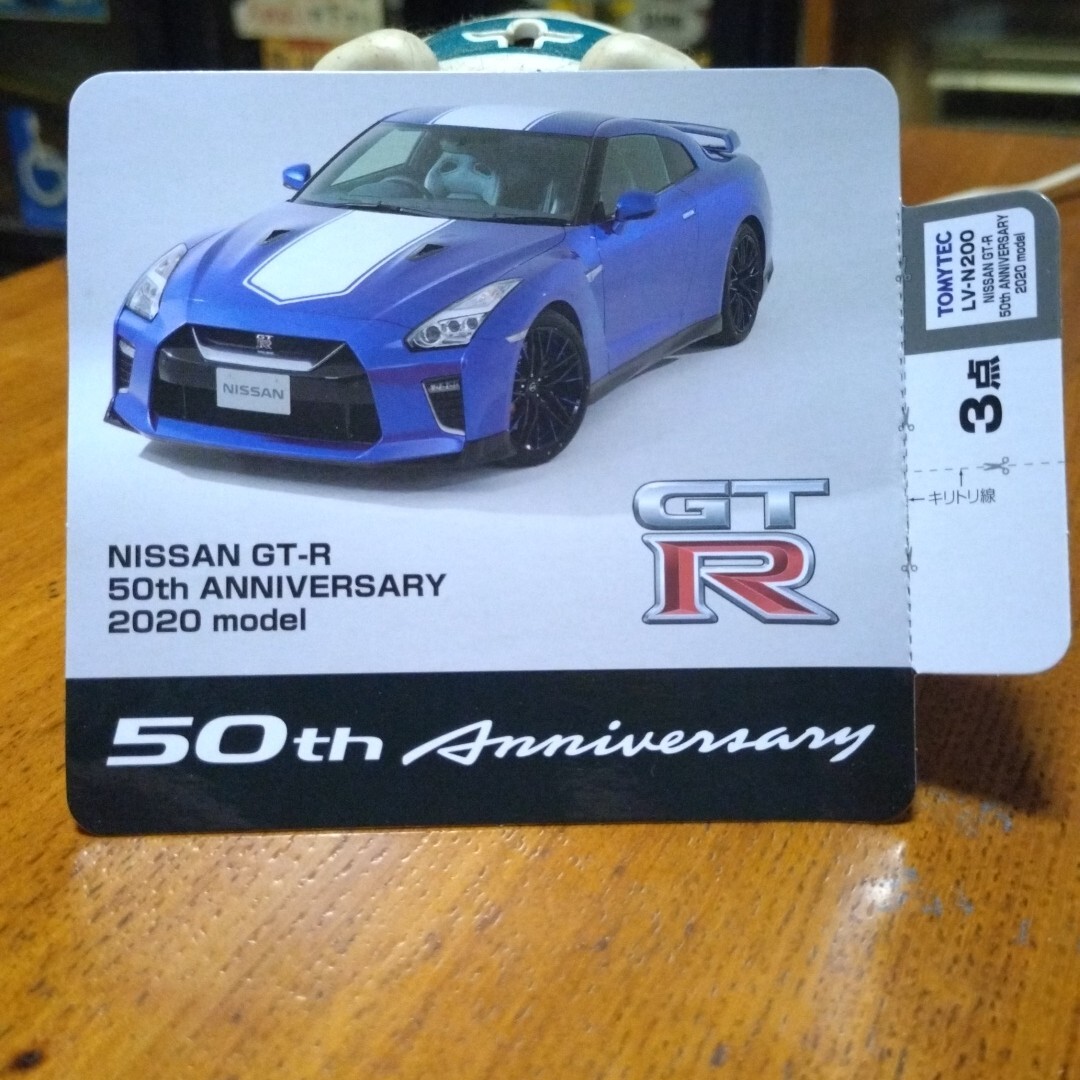 NISSAN
NISSAN GT-R
50th ANNIVERSARY
2020 model
GT
R
50th Anniversary
TOMYTEC
LV-N200
NISSAN GT-R
50th ANNIVERSARY
2020 model
3点
キリトリ線